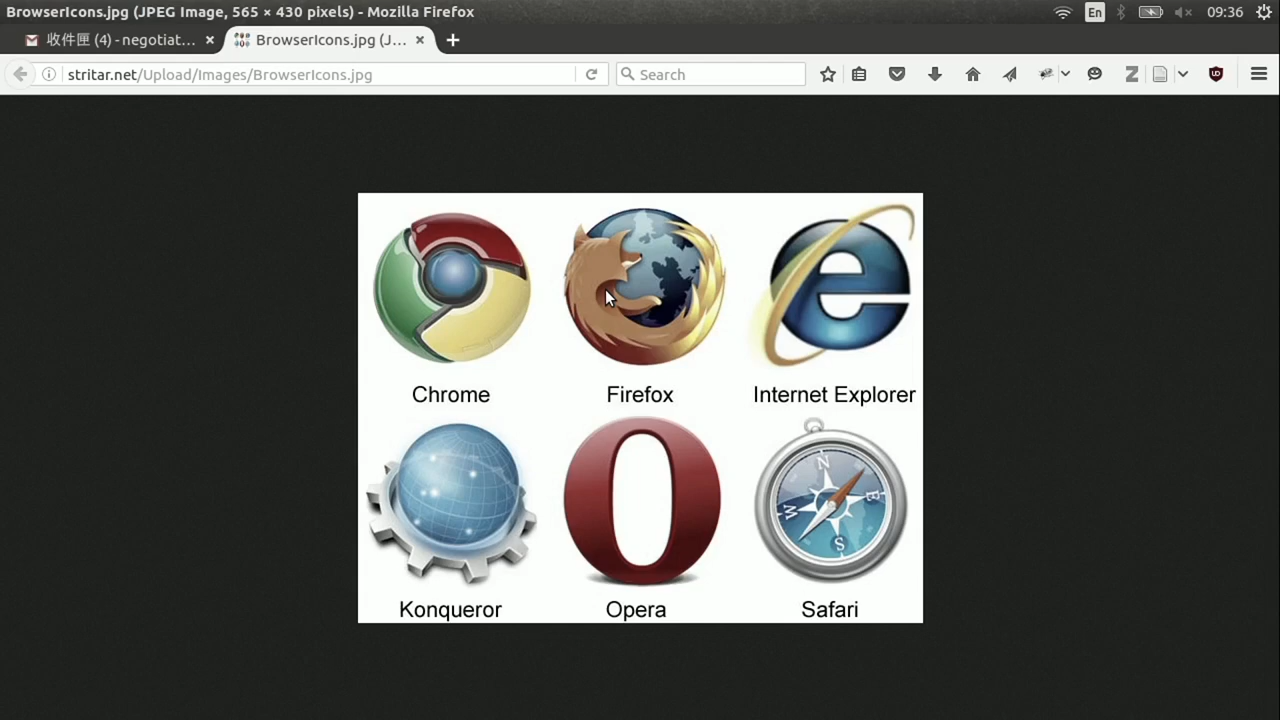 BrowserIcons.jpg (JPEG Image, 565 × 430 pixels) - Mozilla Firefox
En
09:36
收件匣 (4) - negotiat...
BrowserIcons.jpg (J...
stritar.net/Upload/Images/BrowserIcons.jpg
Search
Chrome
Firefox
Internet Explorer
N
W
S
Konqueror
Opera
Safari